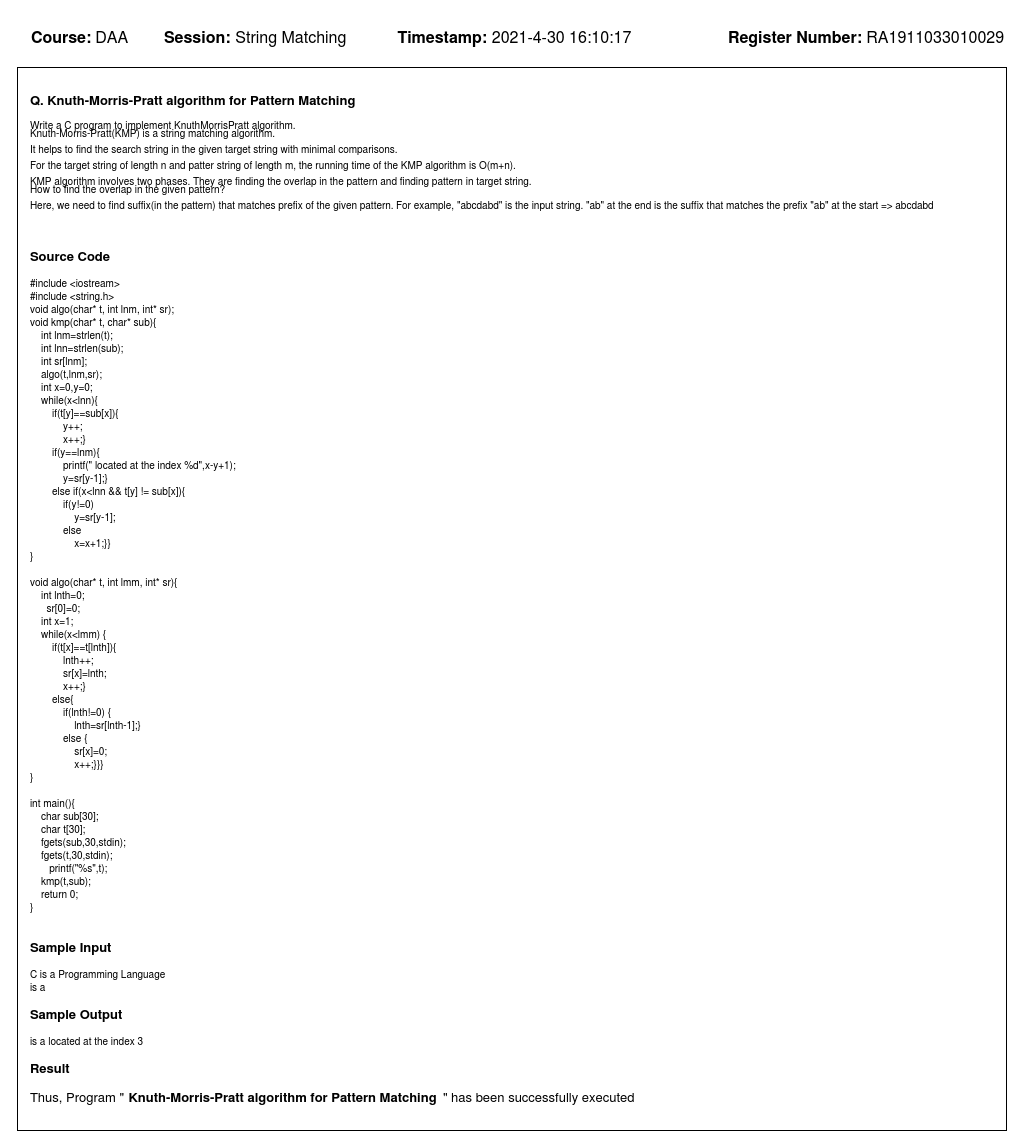 Course: DAA Session: String Matching Timestamp: 2021-4-30 16:10:17 Register Number: RA1911033010029
Q. Knuth-Morris-Pratt algorithm for Pattern Matching
Write a C program to implement KnuthMorrisPratt algorithm.
Knuth-Morris-Pratt(KMP) is a string matching algorithm.
It helps to find the search string in the given target string with minimal comparisons.
For the target string of length n and patter string of length m, the running time of the KMP algorithm is O(m+n).
KMP algorithm involves two phases. They are finding the overlap in the pattern and finding pattern in target string.
How to find the overlap in the given pattern?
Here, we need to find suffix(in the pattern) that matches prefix of the given pattern. For example, "abcdabd" is the input string. "ab" at the end is the suffix that matches the prefix "ab" at the start => abcdabd
Source Code
#include <iostream>
#include <string.h>
void algo(char* t, int lnm, int* sr);
void kmp(char* t, char* sub){
    int lnm=strlen(t);
    int lnn=strlen(sub);
    int sr[lnm];
    algo(t,lnm,sr);
    int x=0,y=0;
    while(x<lnn){
        if(t[y]==sub[x]){
            y++;
            x++;}
        if(y==lnm){
            printf(" located at the index %d",x-y+1);
            y=sr[y-1];}
        else if(x<lnn && t[y] != sub[x]){
            if(y!=0)
                y=sr[y-1];
            else
                x=x+1;}}
}
void algo(char* t, int lmm, int* sr){
    int lnth=0;
      sr[0]=0;
    int x=1;
    while(x<lmm) {
        if(t[x]==t[lnth]){
            lnth++;
            sr[x]=lnth;
            x++;}
        else{
            if(lnth!=0) {
                lnth=sr[lnth-1];}
            else {
                sr[x]=0;
                x++;}}}
}
int main(){
    char sub[30];
    char t[30];
    fgets(sub,30,stdin);
    fgets(t,30,stdin);
       printf("%s",t);
    kmp(t,sub);
    return 0;
}
Sample Input
C is a Programming Language
is a
Sample Output
is a located at the index 3
Result
Thus, Program " Knuth-Morris-Pratt algorithm for Pattern Matching " has been successfully executed